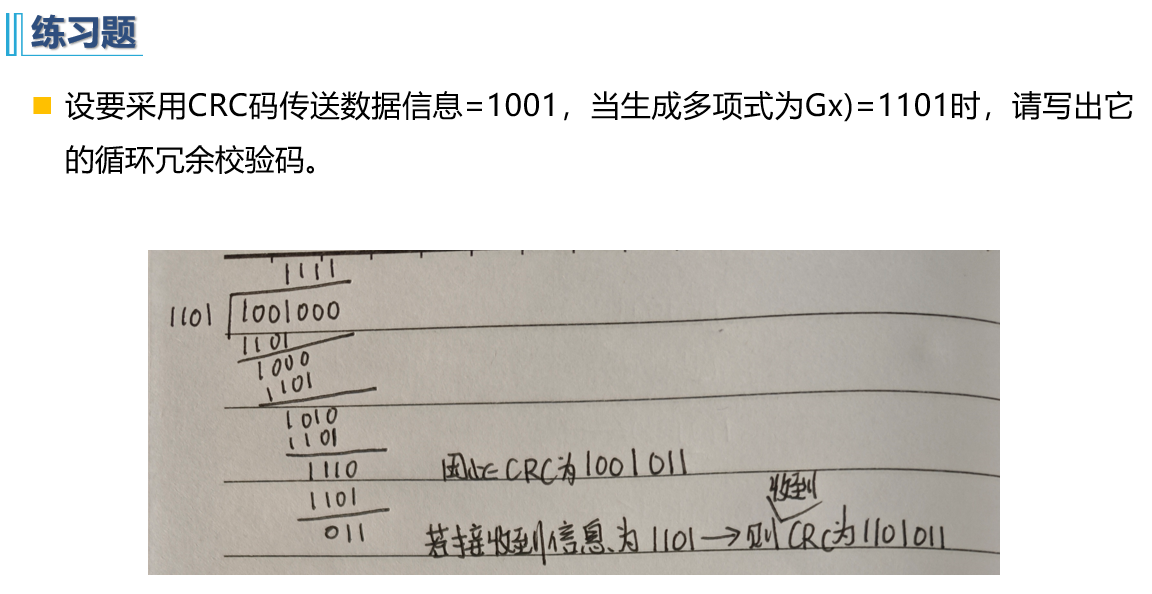 练习题
设要采用CRC码传送数据信息=1001，当生成多项式为Gx)=1101时，请写出它
的循环冗余校验码。
1111
1101 1001000
1101
1000
1101
1010
1101
1110
因此CRC为1001011
1101
收到
011
若接收到信息为1101→则CRC为1101011